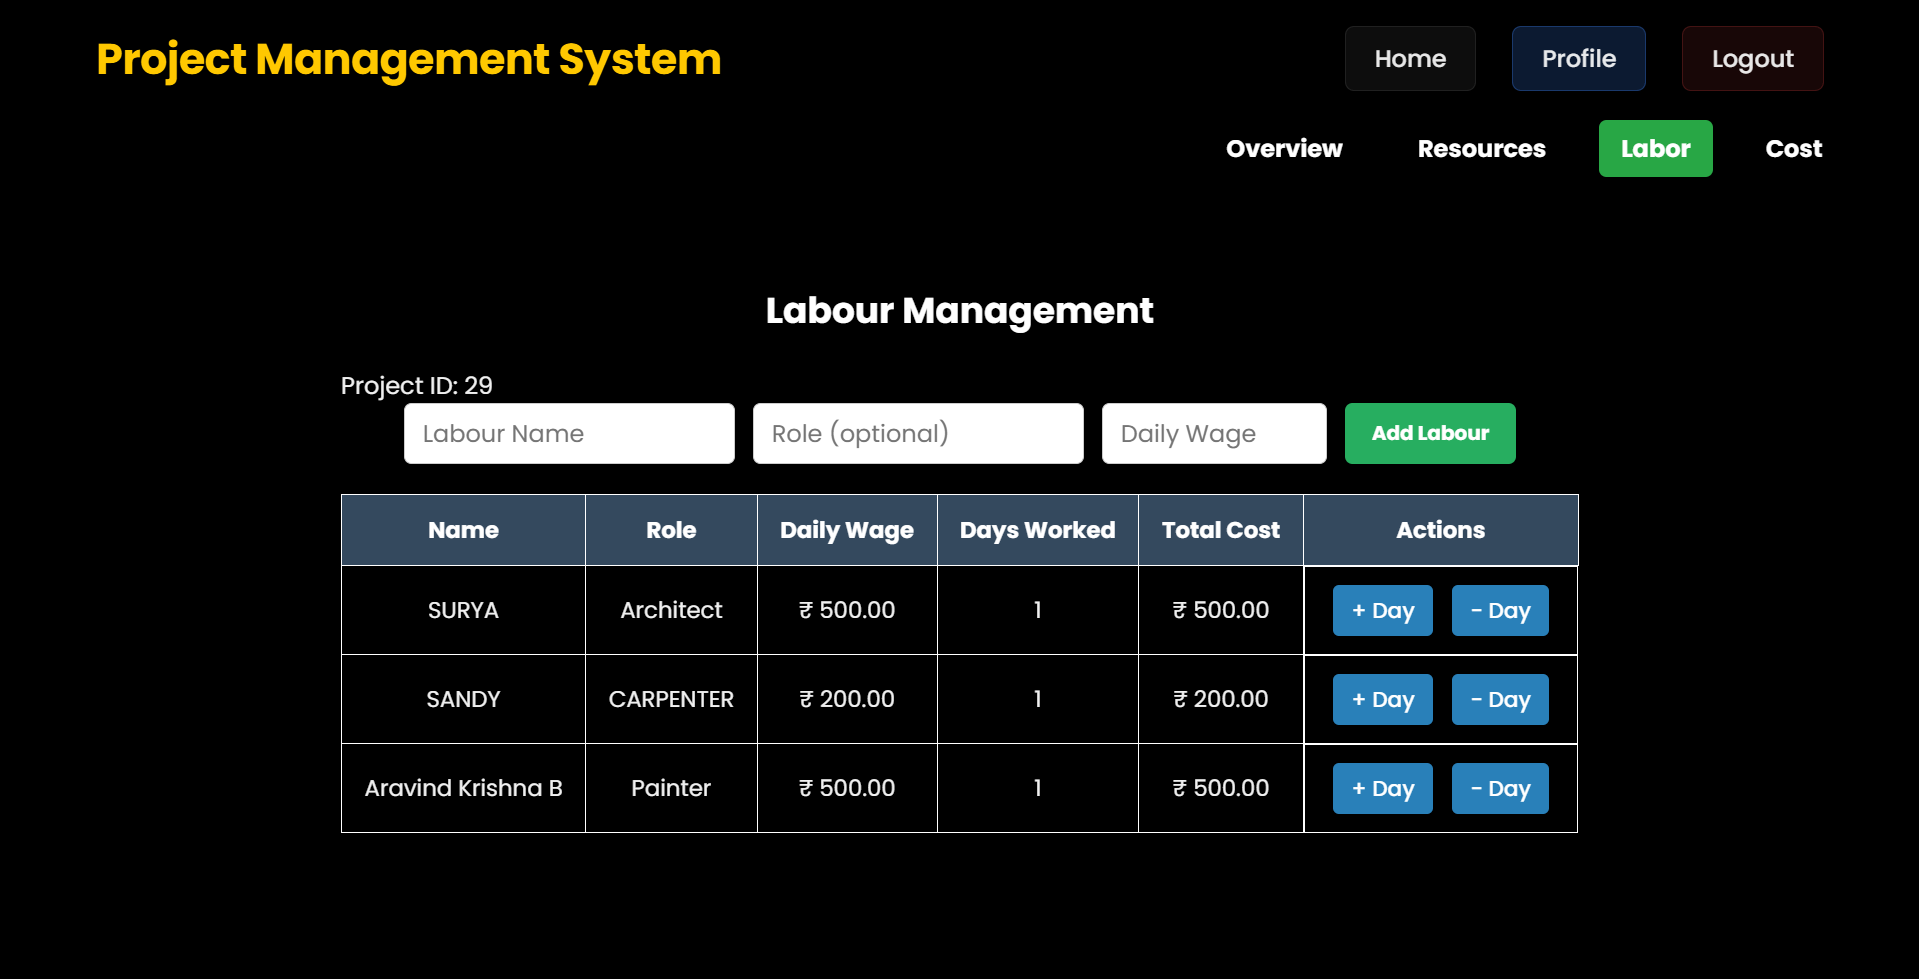 Project Management System Home Profile Logout
Overview Resources Labor Cost
Labour Management
Project ID: 29
Labour Name Role (optional) Daily Wage Add Labour
Name Role Daily Wage Days Worked Total Cost Actions
SURYA Architect ₹ 500.00 1 ₹ 500.00 + Day - Day
SANDY CARPENTER ₹ 200.00 1 ₹ 200.00 + Day - Day
Aravind Krishna B Painter ₹ 500.00 1 ₹ 500.00 + Day - Day